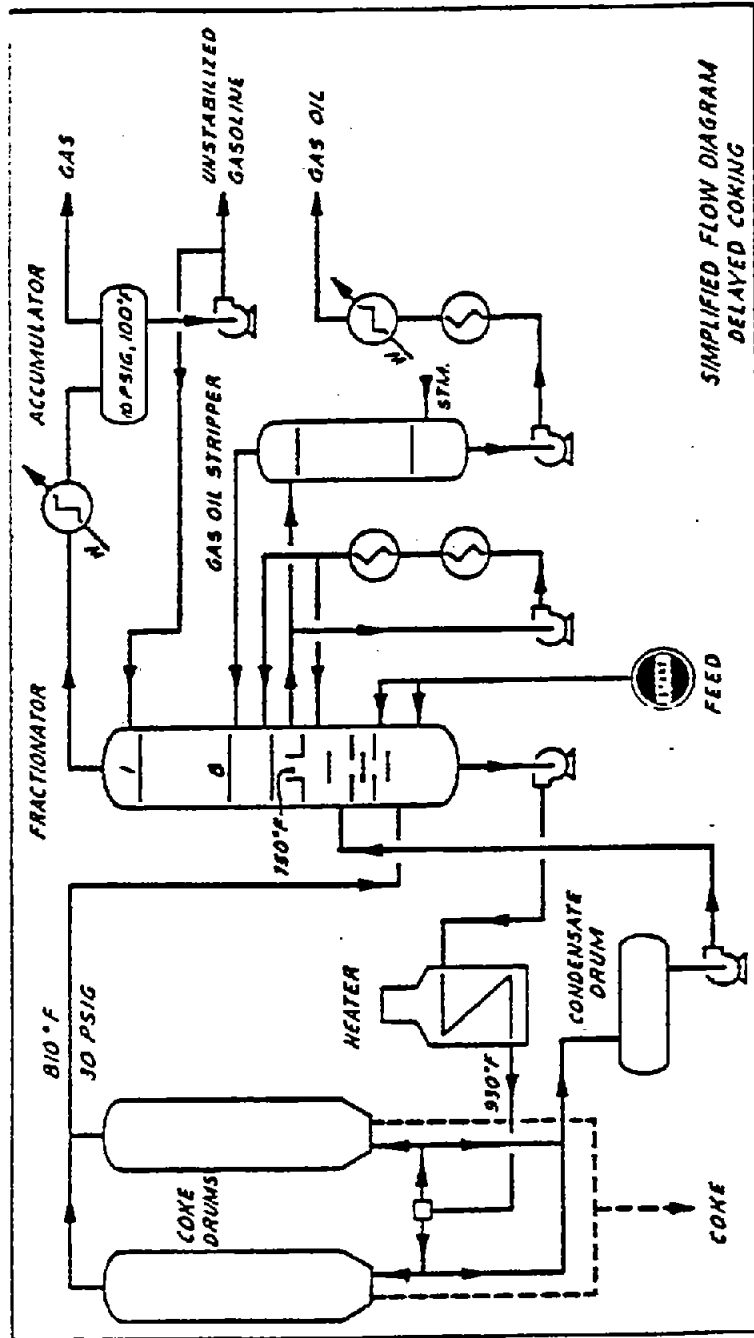 FRACTIONATOR
ACCUMULATOR
GAS
810°F
30 PSIG
10 PSIG, 100°F
UNSTABILIZED
GASOLINE
1
8
GAS OIL STRIPPER
COKE
DRUMS
750°F
STM.
GAS OIL
HEATER
930°F
CONDENSATE
DRUM
FEED
COKE
SIMPLIFIED FLOW DIAGRAM
DELAYED COKING